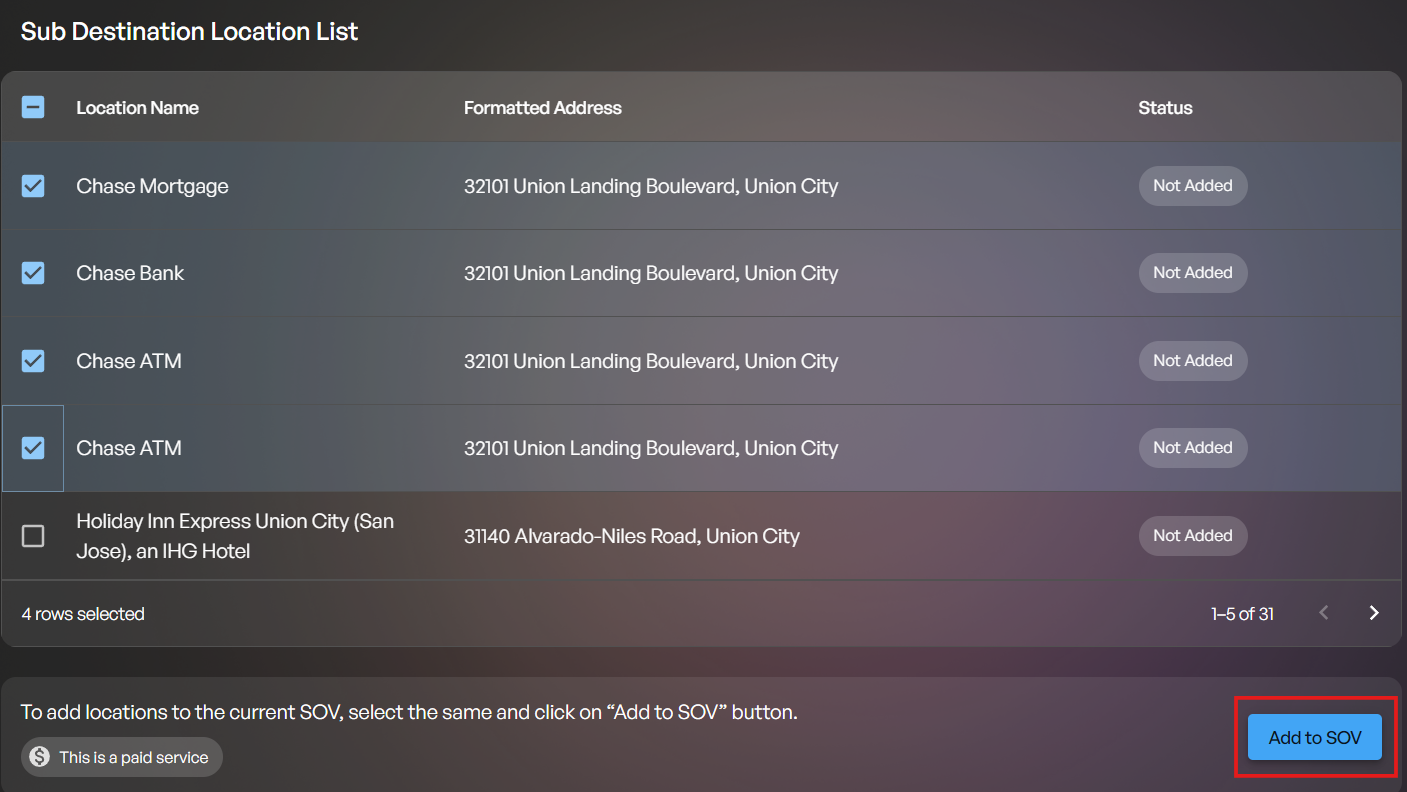 Sub Destination Location List
Location Name Formatted Address Status
Chase Mortgage 32101 Union Landing Boulevard, Union City Not Added
Chase Bank 32101 Union Landing Boulevard, Union City Not Added
Chase ATM 32101 Union Landing Boulevard, Union City Not Added
Chase ATM 32101 Union Landing Boulevard, Union City Not Added
Holiday Inn Express Union City (San
Jose), an IHG Hotel 31140 Alvarado-Niles Road, Union City Not Added
4 rows selected 1–5 of 31
To add locations to the current SOV, select the same and click on “Add to SOV” button.
$ This is a paid service
Add to SOV